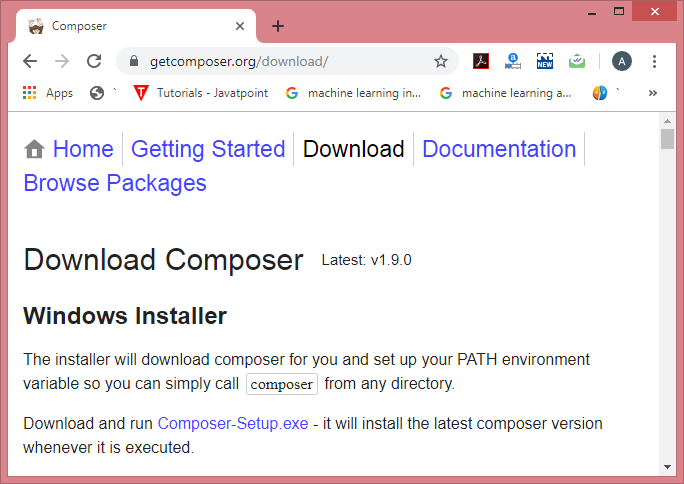 Composer
getcomposer.org/download/
NEW
A
Apps ` Tutorials - Javatpoint machine learning in... machine learning a... ` »
Home Getting Started Download Documentation
Browse Packages
Download Composer Latest: v1.9.0
Windows Installer
The installer will download composer for you and set up your PATH environment
variable so you can simply call composer from any directory.
Download and run Composer-Setup.exe - it will install the latest composer version
whenever it is executed.